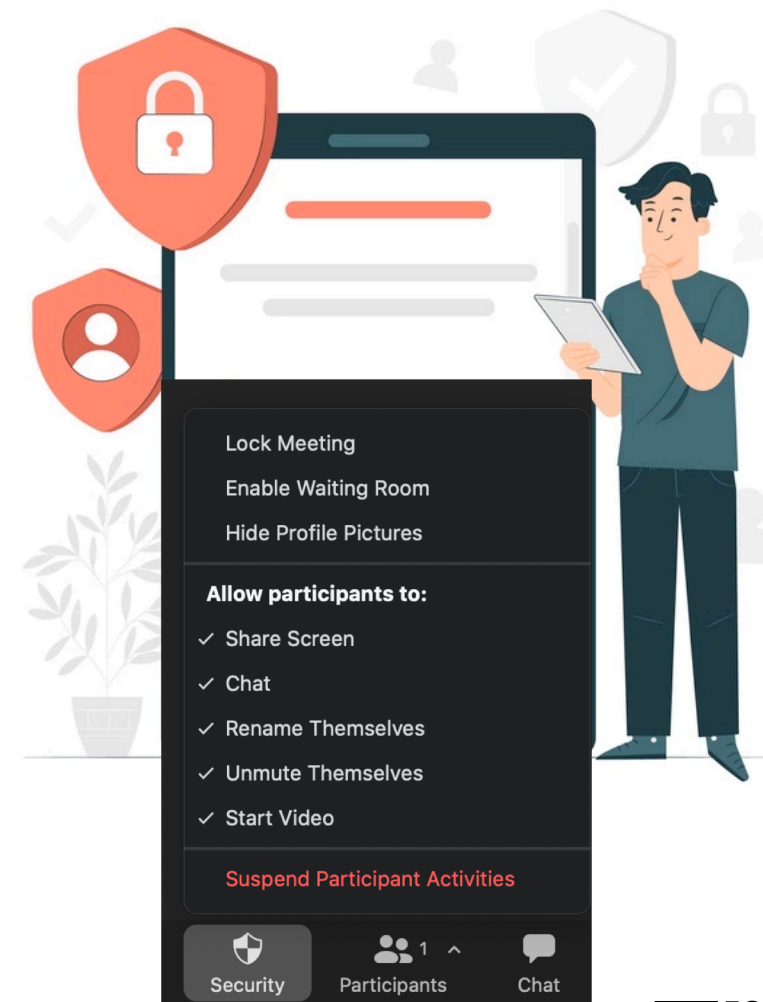 Lock Meeting
Enable Waiting Room
Hide Profile Pictures
Allow participants to:
✓ Share Screen
✓ Chat
✓ Rename Themselves
✓ Unmute Themselves
✓ Start Video
Suspend Participant Activities
1
Security Participants Chat